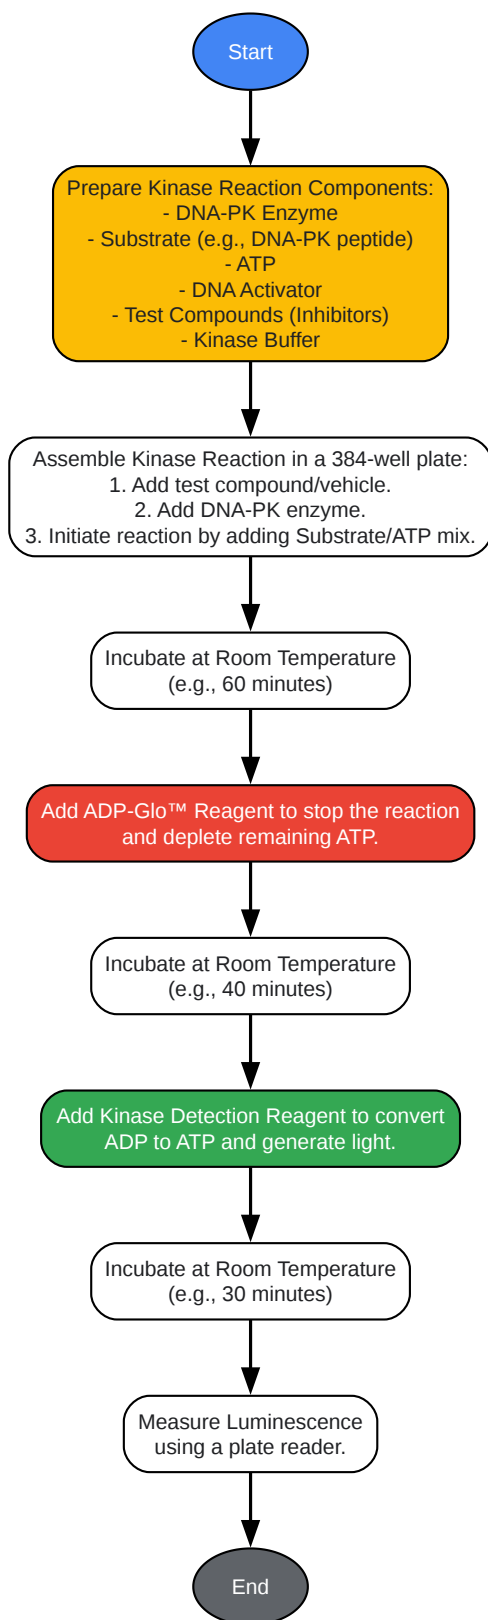 Start
Prepare Kinase Reaction Components:
- DNA-PK Enzyme
- Substrate (e.g., DNA-PK peptide)
- ATP
- DNA Activator
- Test Compounds (Inhibitors)
- Kinase Buffer
Assemble Kinase Reaction in a 384-well plate:
1. Add test compound/vehicle.
2. Add DNA-PK enzyme.
3. Initiate reaction by adding Substrate/ATP mix.
Incubate at Room Temperature
(e.g., 60 minutes)
Add ADP-Glo™ Reagent to stop the reaction
and deplete remaining ATP.
Incubate at Room Temperature
(e.g., 40 minutes)
Add Kinase Detection Reagent to convert
ADP to ATP and generate light.
Incubate at Room Temperature
(e.g., 30 minutes)
Measure Luminescence
using a plate reader.
End